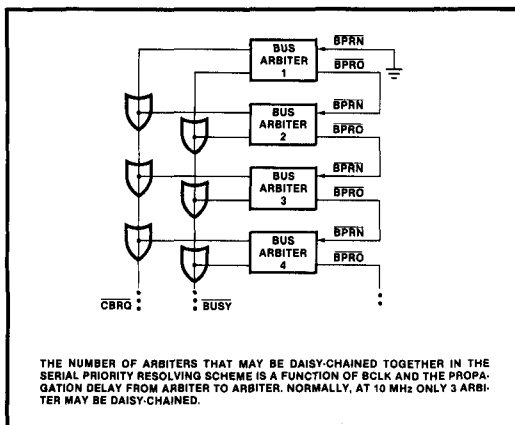 BUS
ARBITER
1
BPRN
BPRO
BUS
ARBITER
2
BPRN
BPRO
BUS
ARBITER
3
BPRN
BPRO
BUS
ARBITER
4
BPRN
BPRO
CBRQ
BUSY
THE NUMBER OF ARBITERS THAT MAY BE DAISY-CHAINED TOGETHER IN THE
SERIAL PRIORITY RESOLVING SCHEME IS A FUNCTION OF BCLK AND THE PROPA-
GATION DELAY FROM ARBITER TO ARBITER. NORMALLY, AT 10 MHz ONLY 3 ARBI-
TER MAY BE DAISY-CHAINED.